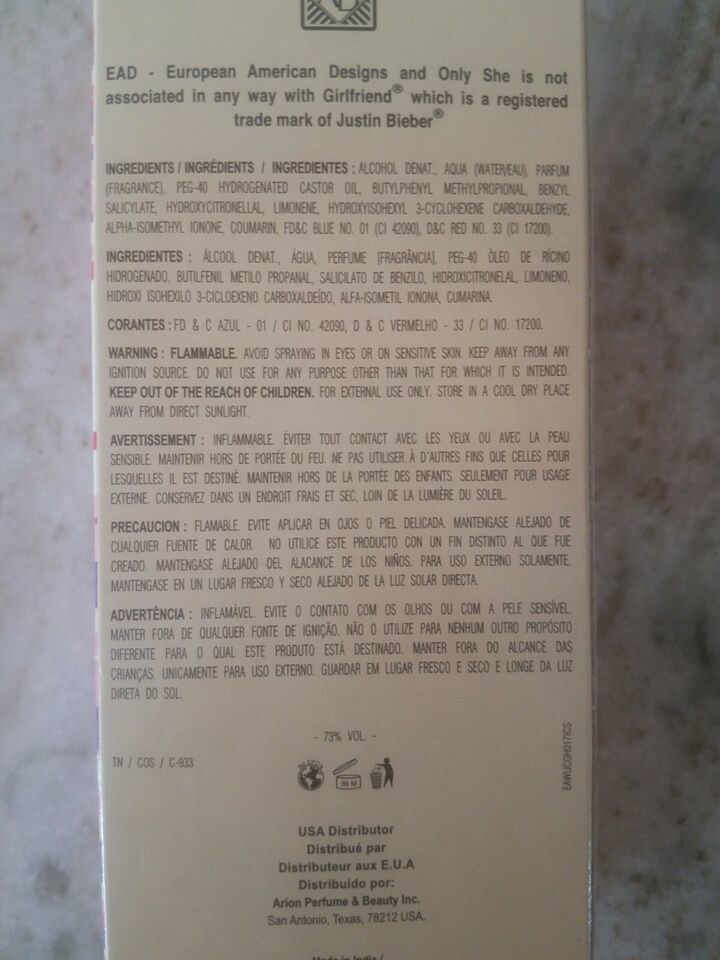 EAD - European American Designs and Only She is not
associated in any way with Girlfriend® which is a registered
trade mark of Justin Bieber®
INGREDIENTS / INGRÉDIENTS / INGREDIENTES : ALCOHOL DENAT., AQUA (WATER/EAU), PARFUM
(FRAGRANCE), PEG-40 HYDROGENATED CASTOR OIL, BUTYLPHENYL METHYLPROPIONAL, BENZYL
SALICYLATE, HYDROXYCITRONELLAL, LIMONENE, HYDROXYISOHEXYL 3-CYCLOHEXENE CARBOXALDEHYDE,
ALPHA-ISOMETHYL IONONE, COUMARIN, FD&C BLUE NO. 01 (CI 42090), D&C RED NO. 33 (CI 17200).
INGREDIENTES : ÁLCOOL DENAT., ÁGUA, PERFUME [FRAGRÂNCIA], PEG-40 ÓLEO DE RÍCINO
HIDROGENADO, BUTILFENIL METILO PROPANAL, SALICILATO DE BENZILO, HIDROXICITRONELAL, LIMONENO,
HIDROXI ISOHEXILO 3-CICLOEXENO CARBOXALDEÍDO, ALFA-ISOMETIL IONONA, CUMARINA.
CORANTES : FD & C AZUL - 01 / CI NO. 42090, D & C VERMELHO - 33 / CI NO. 17200.
WARNING : FLAMMABLE. AVOID SPRAYING IN EYES OR ON SENSITIVE SKIN. KEEP AWAY FROM ANY
IGNITION SOURCE. DO NOT USE FOR ANY PURPOSE OTHER THAN THAT FOR WHICH IT IS INTENDED.
KEEP OUT OF THE REACH OF CHILDREN. FOR EXTERNAL USE ONLY. STORE IN A COOL DRY PLACE
AWAY FROM DIRECT SUNLIGHT.
AVERTISSEMENT : INFLAMMABLE. ÉVITER TOUT CONTACT AVEC LES YEUX OU AVEC LA PEAU
SENSIBLE. MAINTENIR HORS DE PORTÉE DU FEU. NE PAS UTILISER À D'AUTRES FINS QUE CELLES POUR
LESQUELLES IL EST DESTINÉ. MAINTENIR HORS DE LA PORTÉE DES ENFANTS. SEULEMENT POUR USAGE
EXTERNE. CONSERVEZ DANS UN ENDROIT FRAIS ET SEC, LOIN DE LA LUMIÈRE DU SOLEIL.
PRECAUCION : FLAMABLE. EVITE APLICAR EN OJOS O PIEL DELICADA. MANTENGASE ALEJADO DE
CUALQUIER FUENTE DE CALOR. NO UTILICE ESTE PRODUCTO CON UN FIN DISTINTO AL QUE FUE
CREADO. MANTENGASE ALEJADO DEL ALACANCE DE LOS NIÑOS. PARA USO EXTERNO SOLAMENTE.
MANTENGASE EN UN LUGAR FRESCO Y SECO ALEJADO DE LA LUZ SOLAR DIRECTA.
ADVERTÊNCIA : INFLAMÁVEL. EVITE O CONTATO COM OS OLHOS OU COM A PELE SENSÍVEL.
MANTER FORA DE QUALQUER FONTE DE IGNIÇÃO. NÃO O UTILIZE PARA NENHUM OUTRO PROPÓSITO
DIFERENTE PARA O QUAL ESTE PRODUTO ESTÁ DESTINADO. MANTER FORA DO ALCANCE DAS
CRIANÇAS. UNICAMENTE PARA USO EXTERNO. GUARDAR EM LUGAR FRESCO E SECO E LONGE DA LUZ
DIRETA DO SOL.
- 73% VOL. -
TN / COS / C-933
EAWUCOH017ICS
36 M
USA Distributor
Distribué par
Distributeur aux E.U.A
Distribuido por:
Arion Perfume & Beauty Inc.
San Antonio, Texas, 78212 USA.
Made in India /